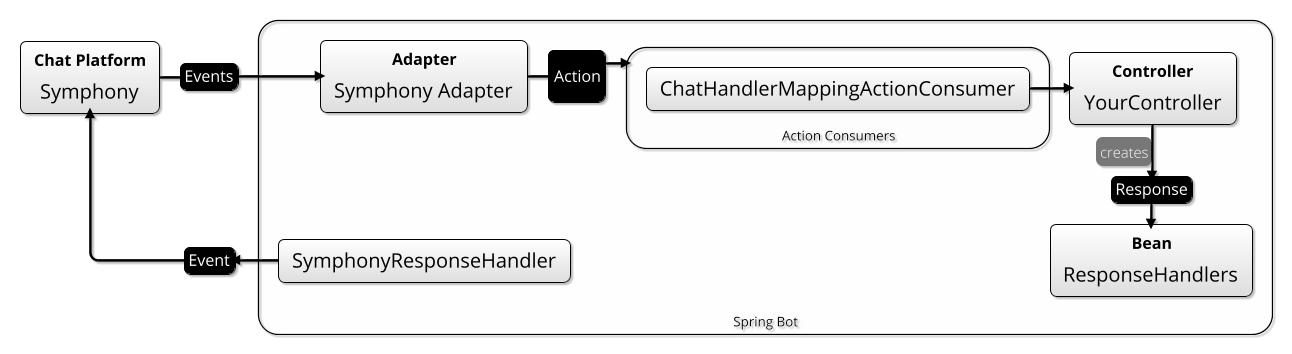 Chat Platform
Symphony
Events
Adapter
Symphony Adapter
Action
ChatHandlerMappingActionConsumer
Action Consumers
Controller
YourController
creates
Response
Bean
ResponseHandlers
SymphonyResponseHandler
Event
Spring Bot